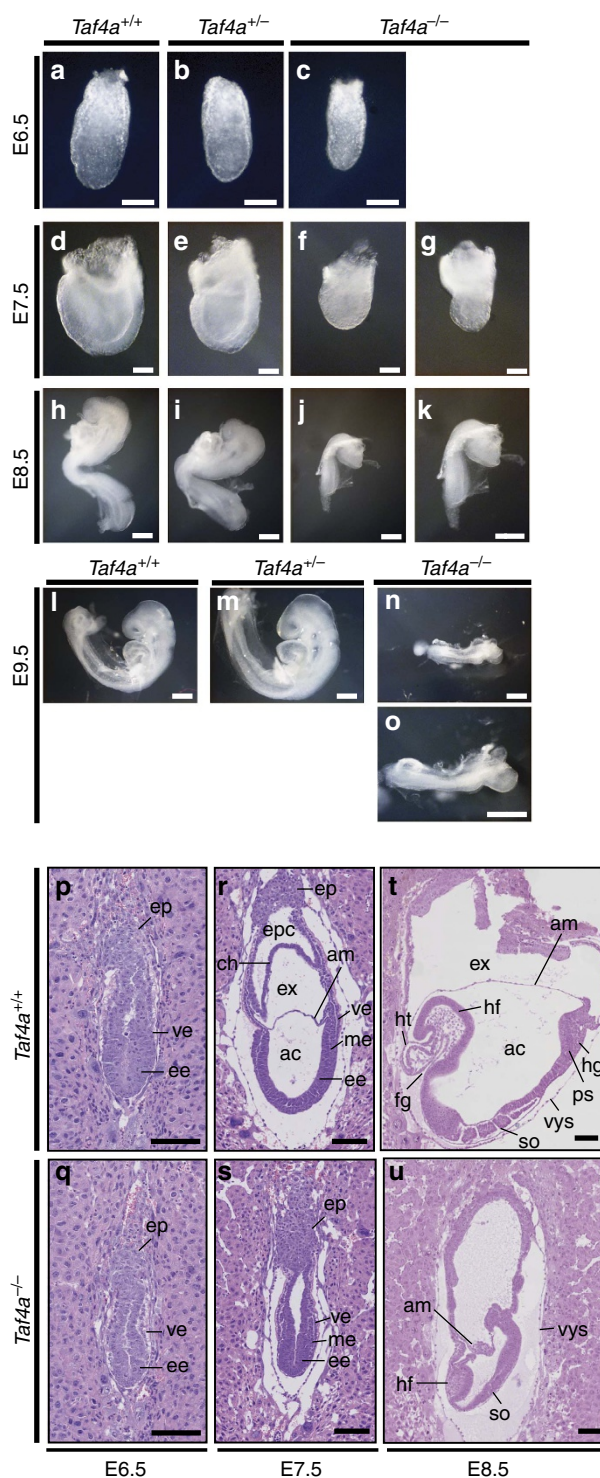 Taf4a+/+ Taf4a+/− Taf4a−/−
E6.5
a b c
E7.5
d e f g
E8.5
h i j k
Taf4a+/+ Taf4a+/− Taf4a−/−
E9.5
l m n
o
Taf4a+/+
p r t
ep ep
epc am
ch am ex
ex
ve
hf
ve me ht
ac ac hg
ee ee fg ps
vys
so
Taf4a−/−
q s u
ep ep
ve
ve am vys
me
ee ee hf
so
E6.5 E7.5 E8.5